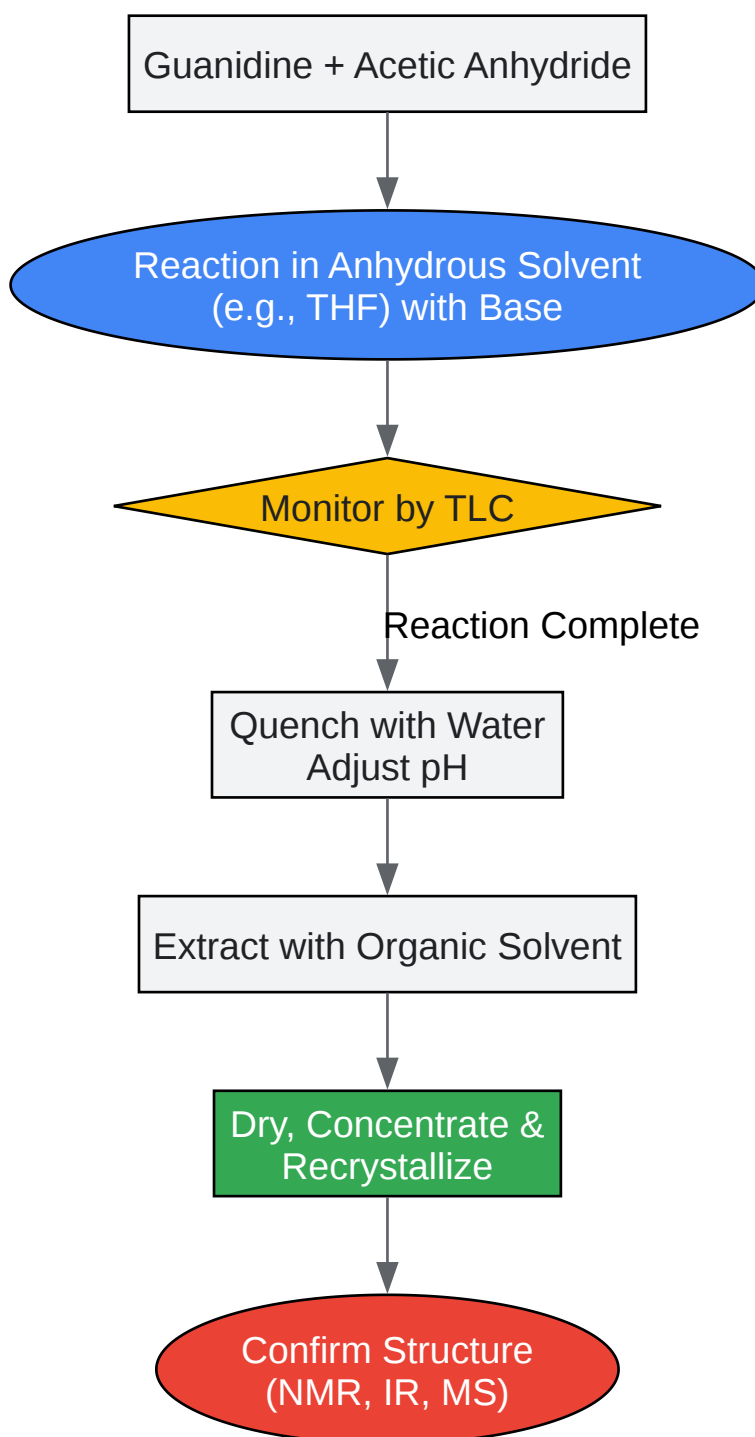 Guanidine + Acetic Anhydride
Reaction in Anhydrous Solvent
(e.g., THF) with Base
Monitor by TLC
Reaction Complete
Quench with Water
Adjust pH
Extract with Organic Solvent
Dry, Concentrate &
Recrystallize
Confirm Structure
(NMR, IR, MS)